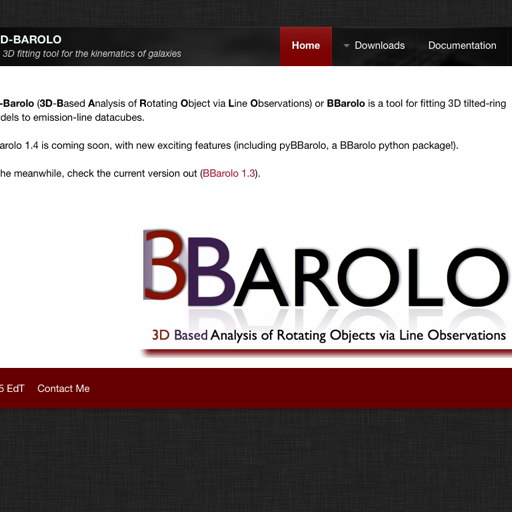 D-BAROLO
3D fitting tool for the kinematics of galaxies
Home
Downloads
Documentation
-Barolo (3D-Based Analysis of Rotating Object via Line Observations) or BBarolo is a tool for fitting 3D tilted-ring
dels to emission-line datacubes.
arolo 1.4 is coming soon, with new exciting features (including pyBBarolo, a BBarolo python package!).
he meanwhile, check the current version out (BBarolo 1.3).
3BBAROLO
3D Based Analysis of Rotating Objects via Line Observations
5 EdT
Contact Me